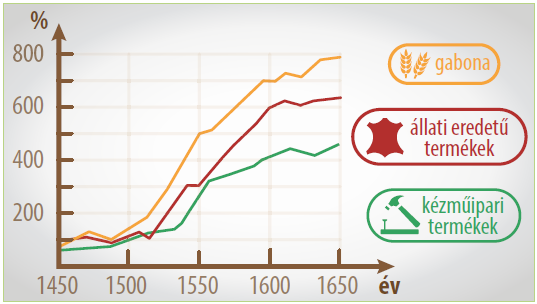 %
800
600
400
200
1450 1500 1550 1600 1650 év
gabona
állati eredetű
termékek
kézműipari
termékek